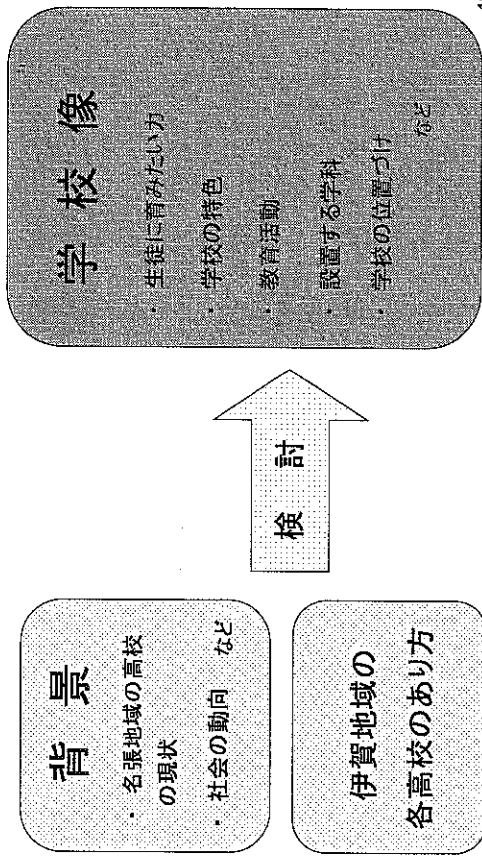 背景
・ 名張地域の高校
の現状
・ 社会の動向 など
伊賀地域の
各高校のあり方
検討
学校像
・ 生徒に育みたい力
・ 学校の特色
・ 教育活動
・ 設置する学科
・ 学校の位置づけ
など